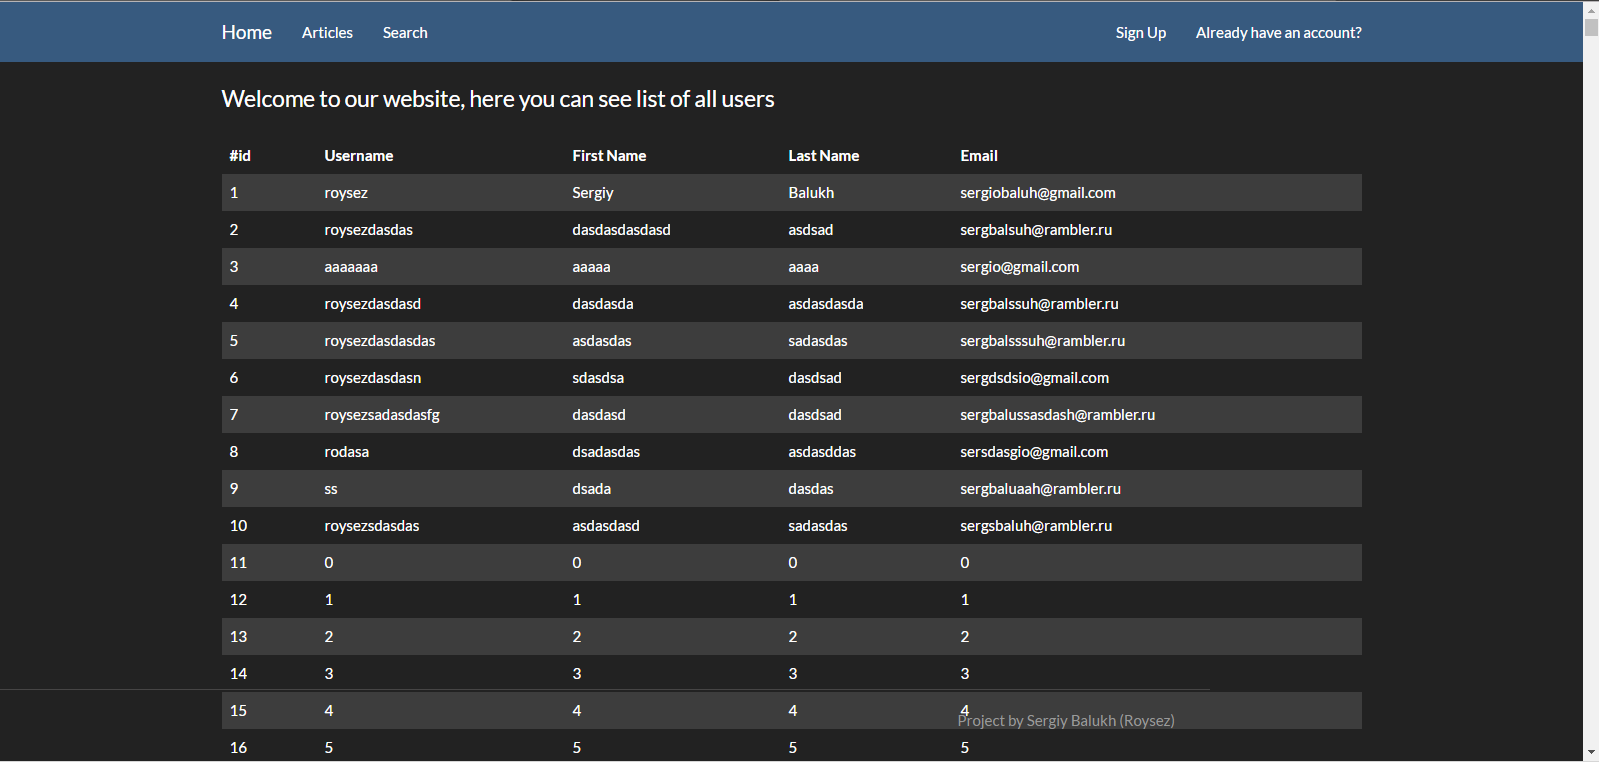 Home Articles Search Sign Up Already have an account?
Welcome to our website, here you can see list of all users
#id Username First Name Last Name Email
1 roysez Sergiy Balukh sergiobaluh@gmail.com
2 roysezdasdas dasdasdasdasd asdsad sergbalsuh@rambler.ru
3 aaaaaaa aaaaa aaaa sergio@gmail.com
4 roysezdasdasd dasdasda asdasdasda sergbalssuh@rambler.ru
5 roysezdasdasdas asdasdas sadasdas sergbalsssuh@rambler.ru
6 roysezdasdasn sdasdsa dasdsad sergdsdsio@gmail.com
7 roysezsadasdasfg dasdasd dasdsad sergbalussasdash@rambler.ru
8 rodasa dsadasdas asdasddas sersdasgio@gmail.com
9 ss dsada dasdas sergbaluaah@rambler.ru
10 roysezsdasdas asdasdasd sadasdas sergsbaluh@rambler.ru
11 0 0 0 0
12 1 1 1 1
13 2 2 2 2
14 3 3 3 3
15 4 4 4 4
Project by Sergiy Balukh (Roysez)
16 5 5 5 5